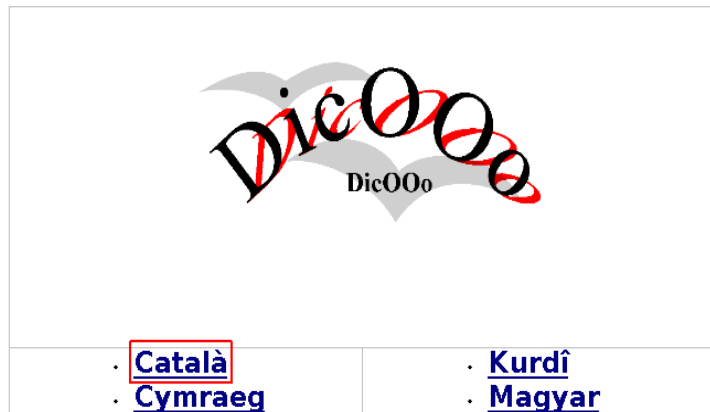 DicOOo
DicOOo
Català
Kurdî
Cymraeg
Magyar